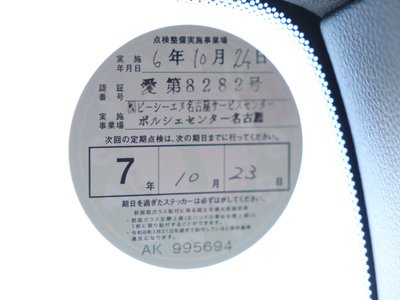 点検整備実施事業場
実施年月日 6年10月24日
認証番号 愛第8282号
実施事業場 ㈱ピーシーエヌ名古屋サービスセンター
ポルシェセンター名古屋
次回の定期点検は、次の期日までに行ってください。
7年10月23日
期日を過ぎたステッカーは必ずはがしてください。
AK 995694